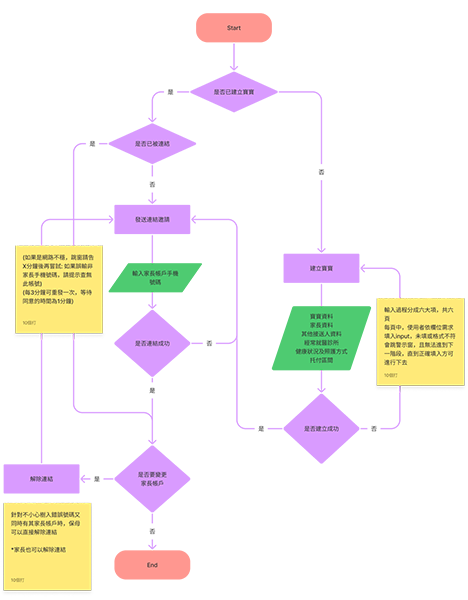 Start
是否已建立寶寶
是
是否已被連結
是
否
否
發送連結邀請
(如果是網路不穩，跳窗請告
X分鐘後再嘗試; 如果誤輸非
家長手機號碼，請提示查無
此帳號)
(每3分鐘可重發一次，等待
同意的時間為1分鐘)
輸入家長帳戶手機
號碼
建立寶寶
寶寶資料
家長資料
其他接送人資料
經常就醫診所
健康狀況及照護方式
托付區間
輸入過程分成六大項，共六
頁
每頁中，使用者依欄位需求
填入input，未填或格式不符
會跳警示窗，且無法進到下
一階段，直到正確填入方可
進行下去
是否連結成功
否
是
是否建立成功
是
否
是否要變更
家長帳戶
是
解除連結
否
針對不小心輸入錯誤號碼又
同時有其家長帳戶時，保母
可以直接解除連結
*家長也可以解除連結
End